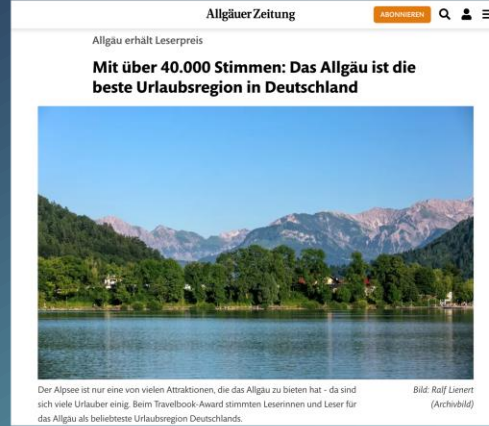 Allgäuer Zeitung
ABONNIEREN
Allgäu erhält Leserpreis
Mit über 40.000 Stimmen: Das Allgäu ist die
beste Urlaubsregion in Deutschland
Der Alpsee ist nur eine von vielen Attraktionen, die das Allgäu zu bieten hat - da sind
sich viele Urlauber einig. Beim Travelbook-Award stimmten Leserinnen und Leser für
das Allgäu als beliebteste Urlaubsregion Deutschlands.
Bild: Ralf Lienert
(Archivbild)